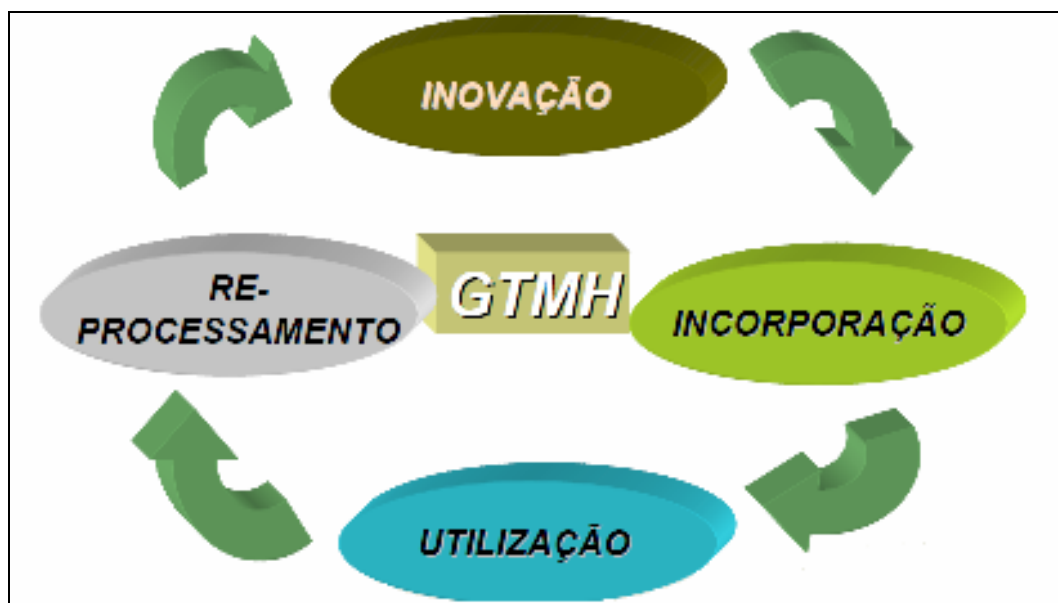 INOVAÇÃO
RE-
PROCESSAMENTO
GTMH
INCORPORAÇÃO
UTILIZAÇÃO